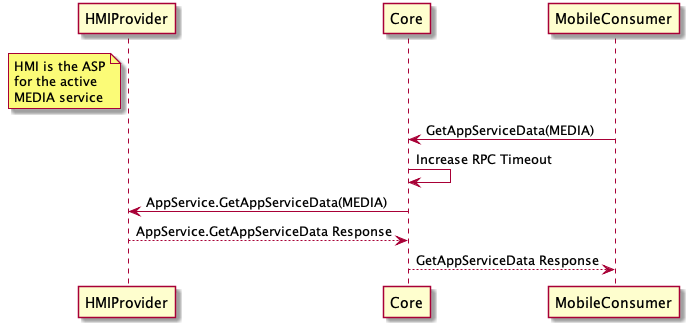 HMIProvider
Core
MobileConsumer
HMI is the ASP
for the active
MEDIA service
GetAppServiceData(MEDIA)
Increase RPC Timeout
AppService.GetAppServiceData(MEDIA)
AppService.GetAppServiceData Response
GetAppServiceData Response
HMIProvider
Core
MobileConsumer